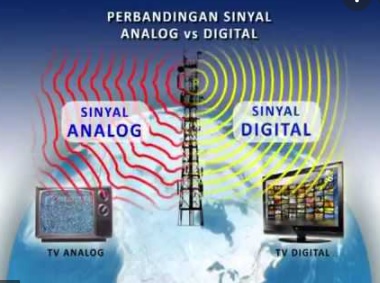 PERBANDINGAN SINYAL
ANALOG vs DIGITAL
SINYAL
ANALOG
SINYAL
DIGITAL
TV ANALOG
TV DIGITAL